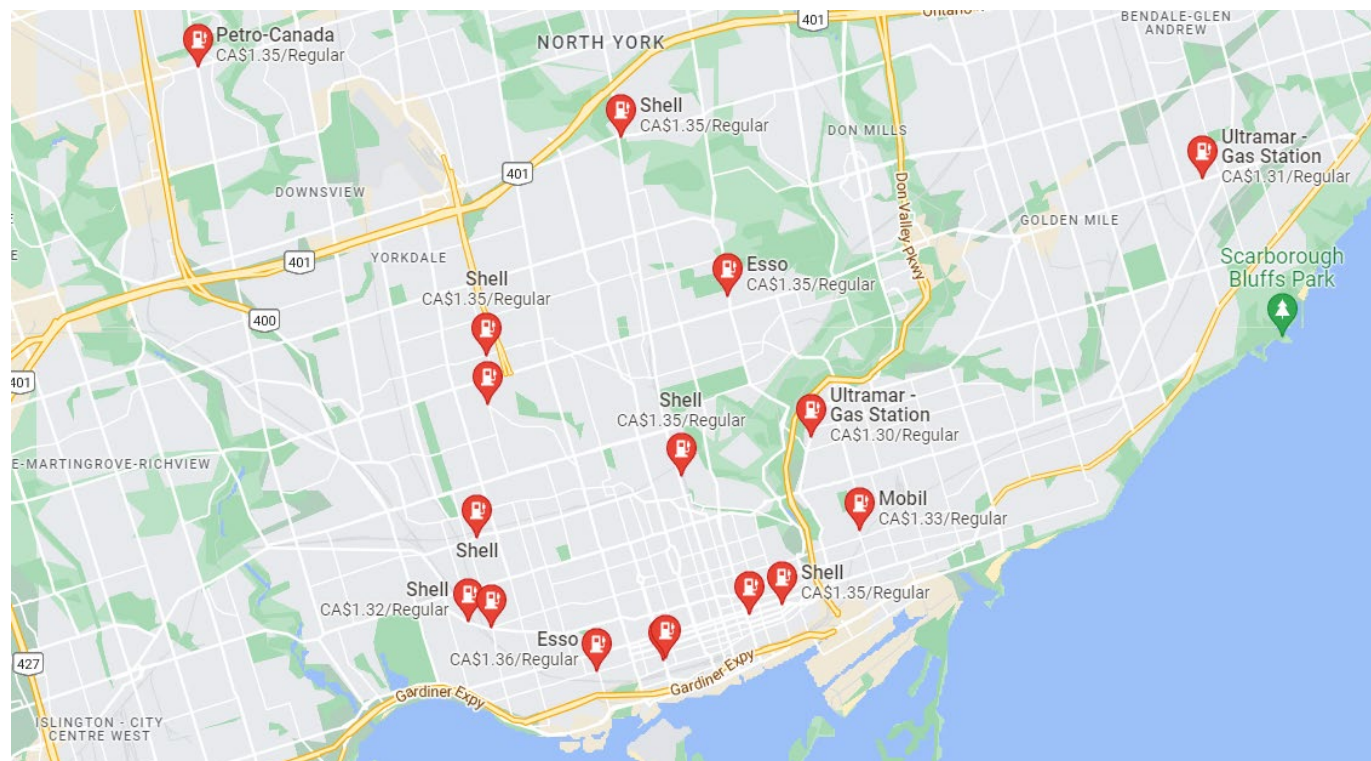 401
Ontario
BENDALE-GLEN
ANDREW
Petro-Canada
CA$1.35/Regular
NORTH YORK
Shell
CA$1.35/Regular
DON MILLS
Ultramar -
Gas Station
CA$1.31/Regular
401
DOWNSVIEW
Don Valley Pkwy
GOLDEN MILE
E
401
YORKDALE
Scarborough
Bluffs Park
Esso
CA$1.35/Regular
Shell
CA$1.35/Regular
400
401
Ultramar -
Gas Station
CA$1.30/Regular
Shell
CA$1.35/Regular
E-MARTINGROVE-RICHVIEW
Mobil
CA$1.33/Regular
Shell
Shell
CA$1.32/Regular
Shell
CA$1.35/Regular
Esso
CA$1.36/Regular
427
Gardiner Expy
Gardiner Expy
ISLINGTON - CITY
CENTRE WEST